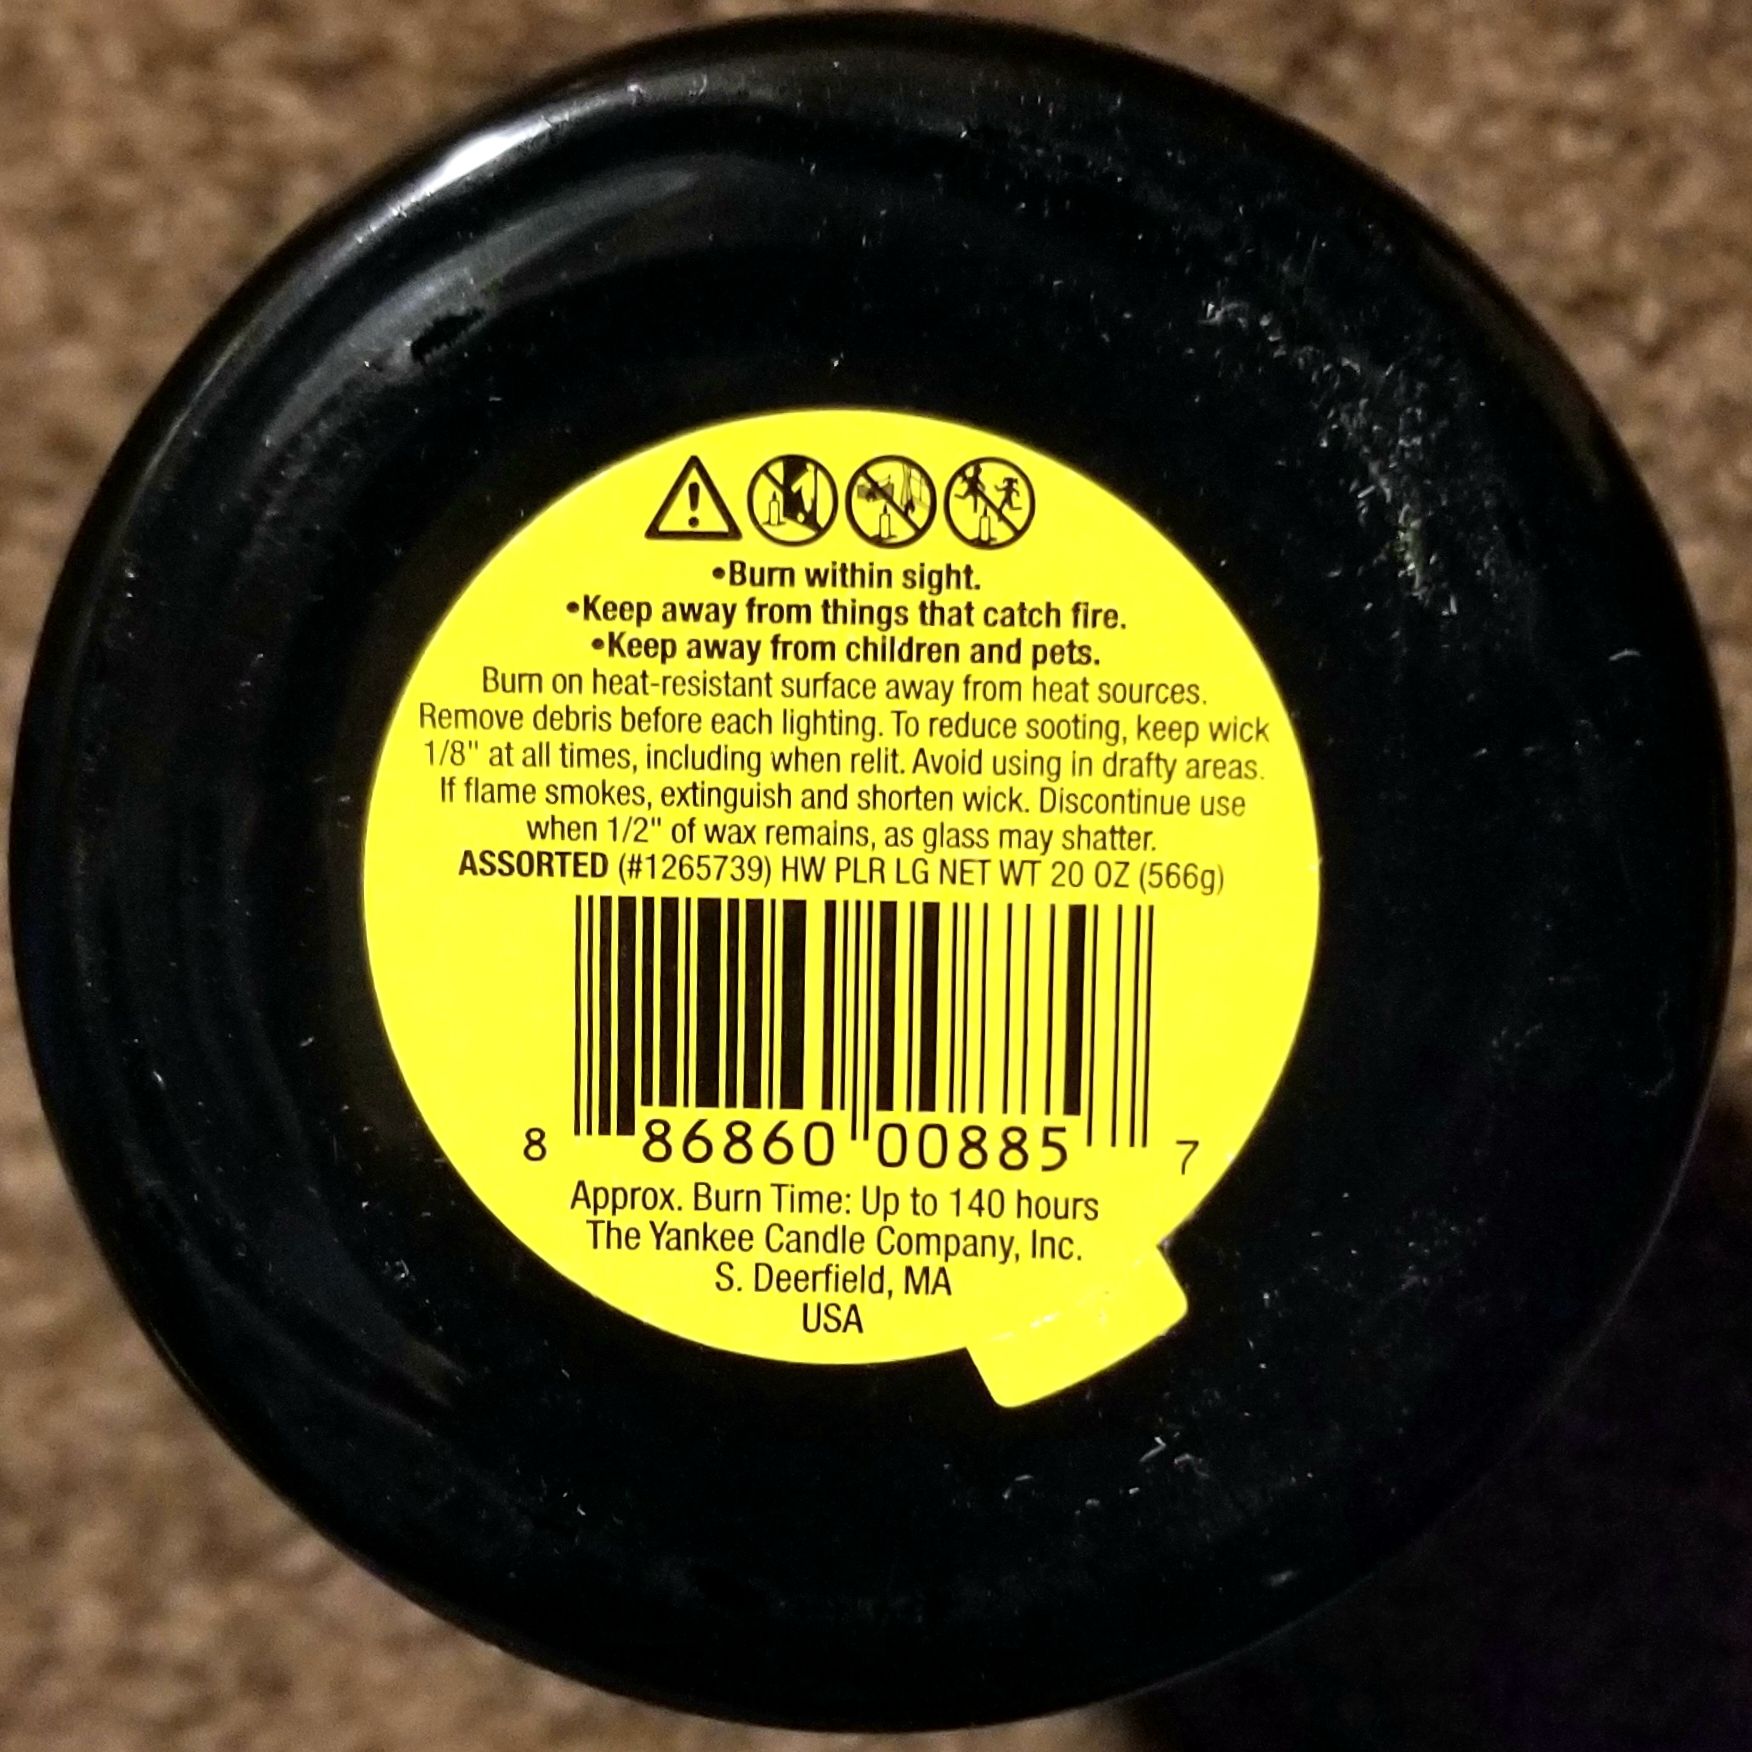 •Burn within sight.
•Keep away from things that catch fire.
•Keep away from children and pets.
Burn on heat-resistant surface away from heat sources.
Remove debris before each lighting. To reduce sooting, keep wick
1/8" at all times, including when relit. Avoid using in drafty areas.
If flame smokes, extinguish and shorten wick. Discontinue use
when 1/2" of wax remains, as glass may shatter.
ASSORTED (#1265739) HW PLR LG NET WT 20 OZ (566g)
8 86860 00885 7
Approx. Burn Time: Up to 140 hours
The Yankee Candle Company, Inc.
S. Deerfield, MA
USA